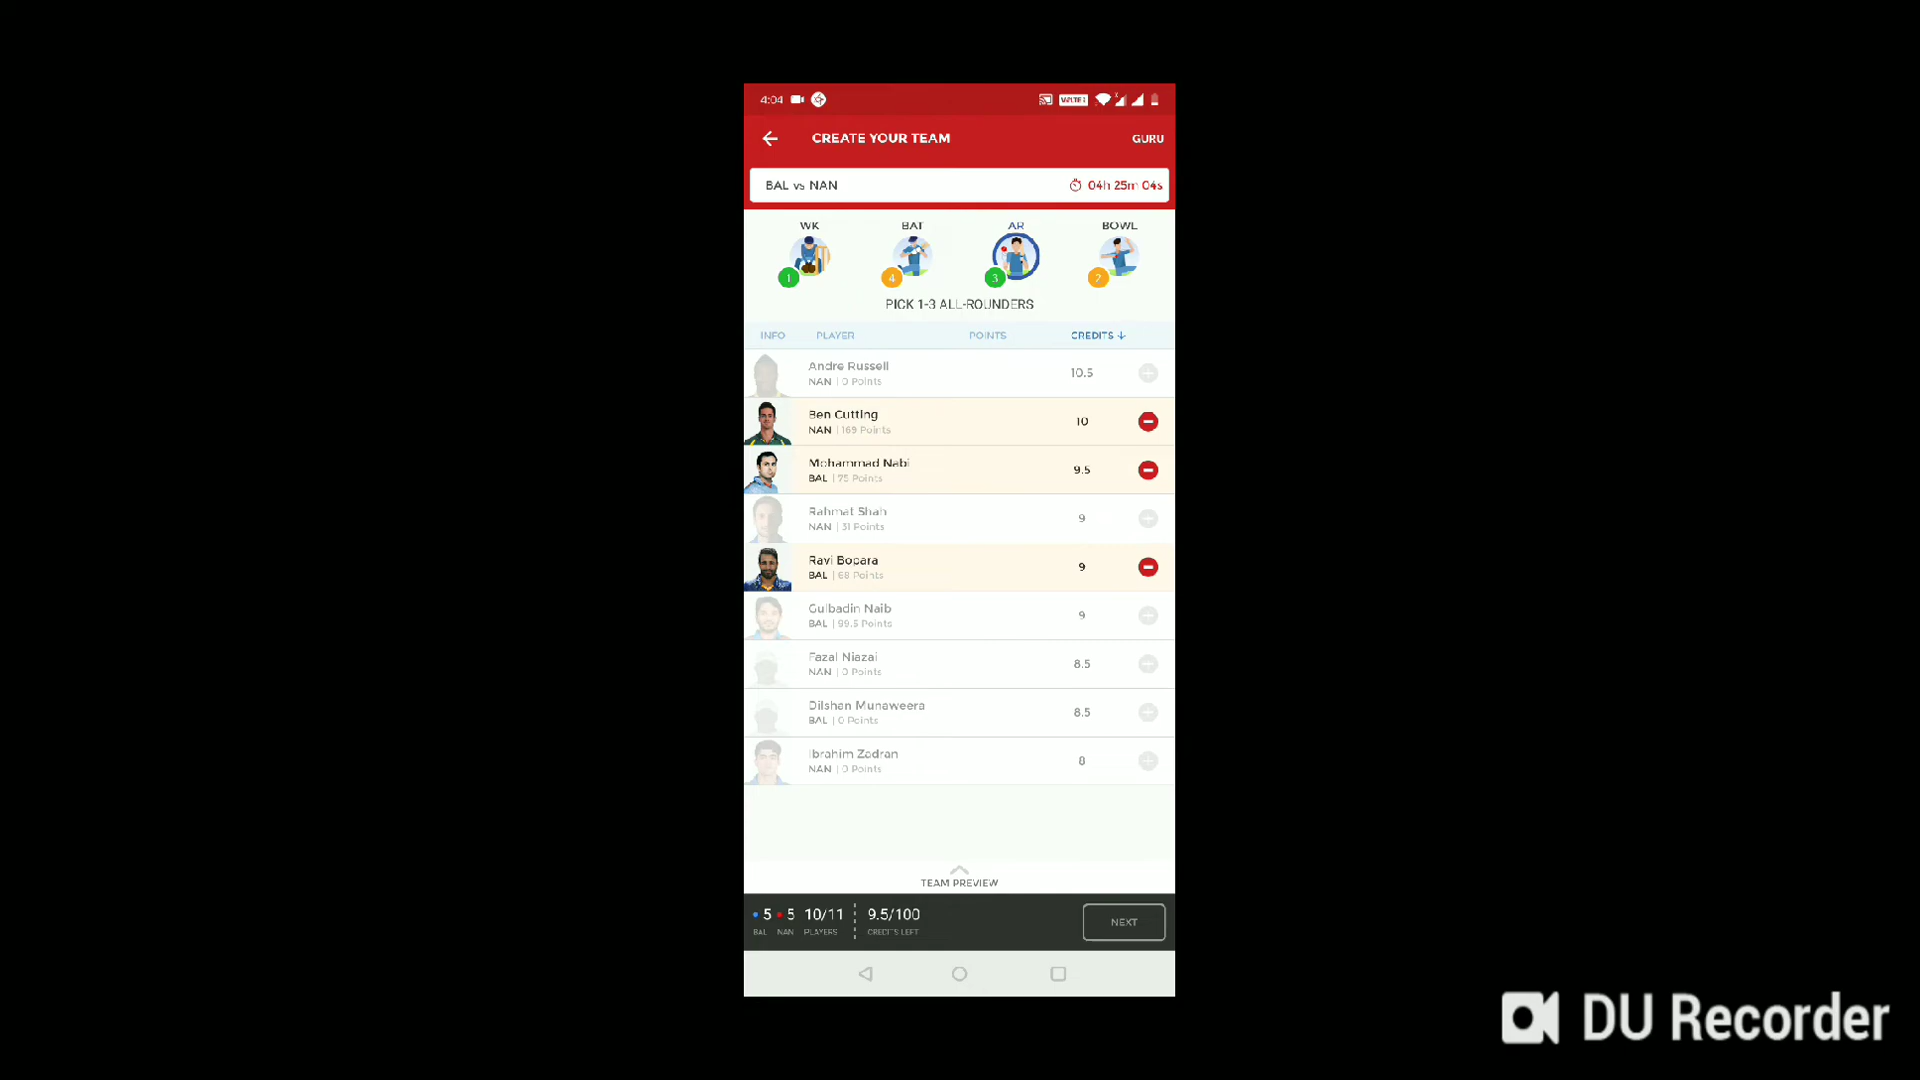 4:04 VoLTE
CREATE YOUR TEAM GURU
BAL vs NAN 04h 25m 04s
WK BAT AR BOWL
1 4 3 2
PICK 1-3 ALL-ROUNDERS
INFO PLAYER POINTS CREDITS
Andre Russell
NAN | 0 Points 10.5
Ben Cutting
NAN | 169 Points 10
Mohammad Nabi
BAL | 75 Points 9.5
Rahmat Shah
NAN | 31 Points 9
Ravi Bopara
BAL | 68 Points 9
Gulbadin Naib
BAL | 99.5 Points 9
Fazal Niazai
NAN | 0 Points 8.5
Dilshan Munaweera
BAL | 0 Points 8.5
Ibrahim Zadran
NAN | 0 Points 8
TEAM PREVIEW
5 5 10/11 9.5/100
BAL NAN PLAYERS CREDITS LEFT
NEXT
DU Recorder